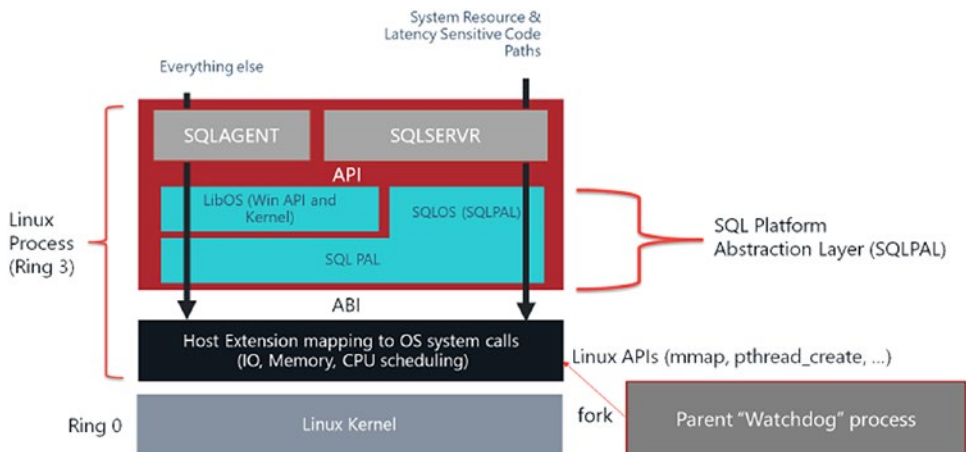 System Resource &
Latency Sensitive Code
Paths
Everything else
SQLAGENT
SQLSERVR
API
LibOS (Win API and
Kernel)
SQLOS (SQLPAL)
SQL PAL
Linux
Process
(Ring 3)
SQL Platform
Abstraction Layer (SQLPAL)
ABI
Host Extension mapping to OS system calls
(IO, Memory, CPU scheduling)
Linux APIs (mmap, pthread_create, ...)
Ring 0
Linux Kernel
fork
Parent "Watchdog" process